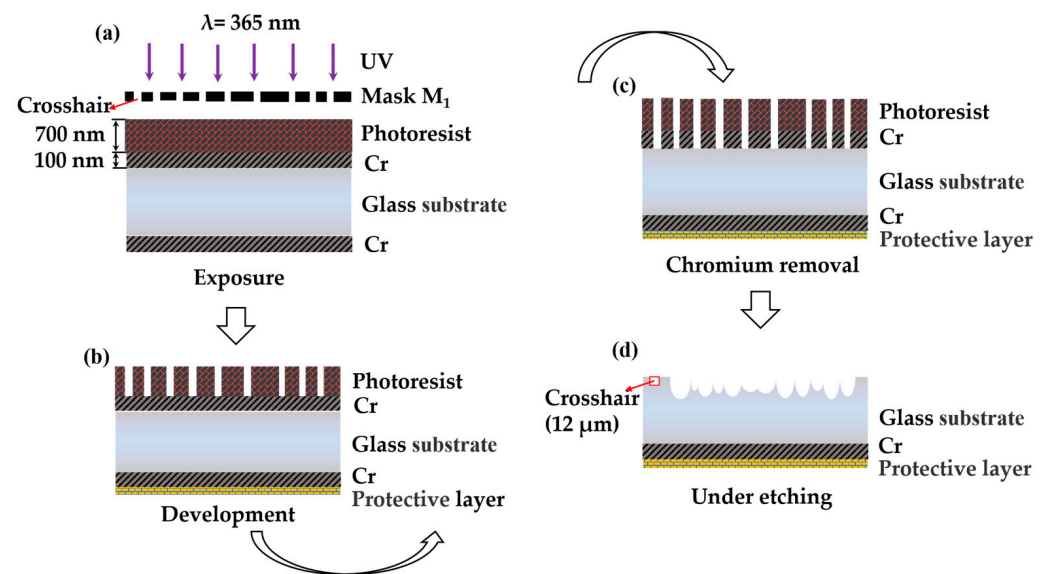 (a)
λ= 365 nm
UV
Crosshair
Mask M₁
700 nm
Photoresist
100 nm
Cr
Glass substrate
Cr
Exposure
(b)
Photoresist
Cr
Glass substrate
Cr
Protective layer
Development
(c)
Photoresist
Cr
Glass substrate
Cr
Protective layer
Chromium removal
(d)
Crosshair
(12 μm)
Glass substrate
Cr
Protective layer
Under etching